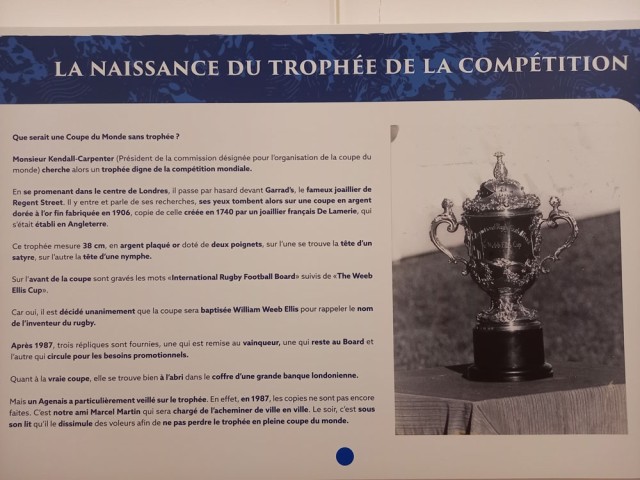 LA NAISSANCE DU TROPHÉE DE LA COMPÉTITION
Que serait une Coupe du Monde sans trophée ?
Monsieur Kendall-Carpenter (Président de la commission désignée pour l'organisation de la coupe du
monde) cherche alors un trophée digne de la compétition mondiale.
En se promenant dans le centre de Londres, il passe par hasard devant Garrad's, le fameux joaillier de
Regent Street. Il y entre et parle de ses recherches, ses yeux tombent alors sur une coupe en argent
dorée à l'or fin fabriquée en 1906, copie de celle créée en 1740 par un joaillier français De Lamerie, qui
s'était établi en Angleterre.
Ce trophée mesure 38 cm, en argent plaqué or doté de deux poignets, sur l'une se trouve la tête d'un
satyre, sur l'autre la tête d'une nymphe.
Sur l'avant de la coupe sont gravés les mots «International Rugby Football Board» suivis de «The Weeb
Ellis Cup».
Car oui, il est décidé unanimement que la coupe sera baptisée William Weeb Ellis pour rappeler le nom
de l'inventeur du rugby.
Après 1987, trois répliques sont fournies, une qui est remise au vainqueur, une qui reste au Board et
l'autre qui circule pour les besoins promotionnels.
Quant à la vraie coupe, elle se trouve bien à l'abri dans le coffre d'une grande banque londonienne.
Mais un Agenais a particulièrement veillé sur le trophée. En effet, en 1987, les copies ne sont pas encore
faites. C'est notre ami Marcel Martin qui sera chargé de l'acheminer de ville en ville. Le soir, c'est sous
son lit qu'il le dissimule des voleurs afin de ne pas perdre le trophée en pleine coupe du monde.